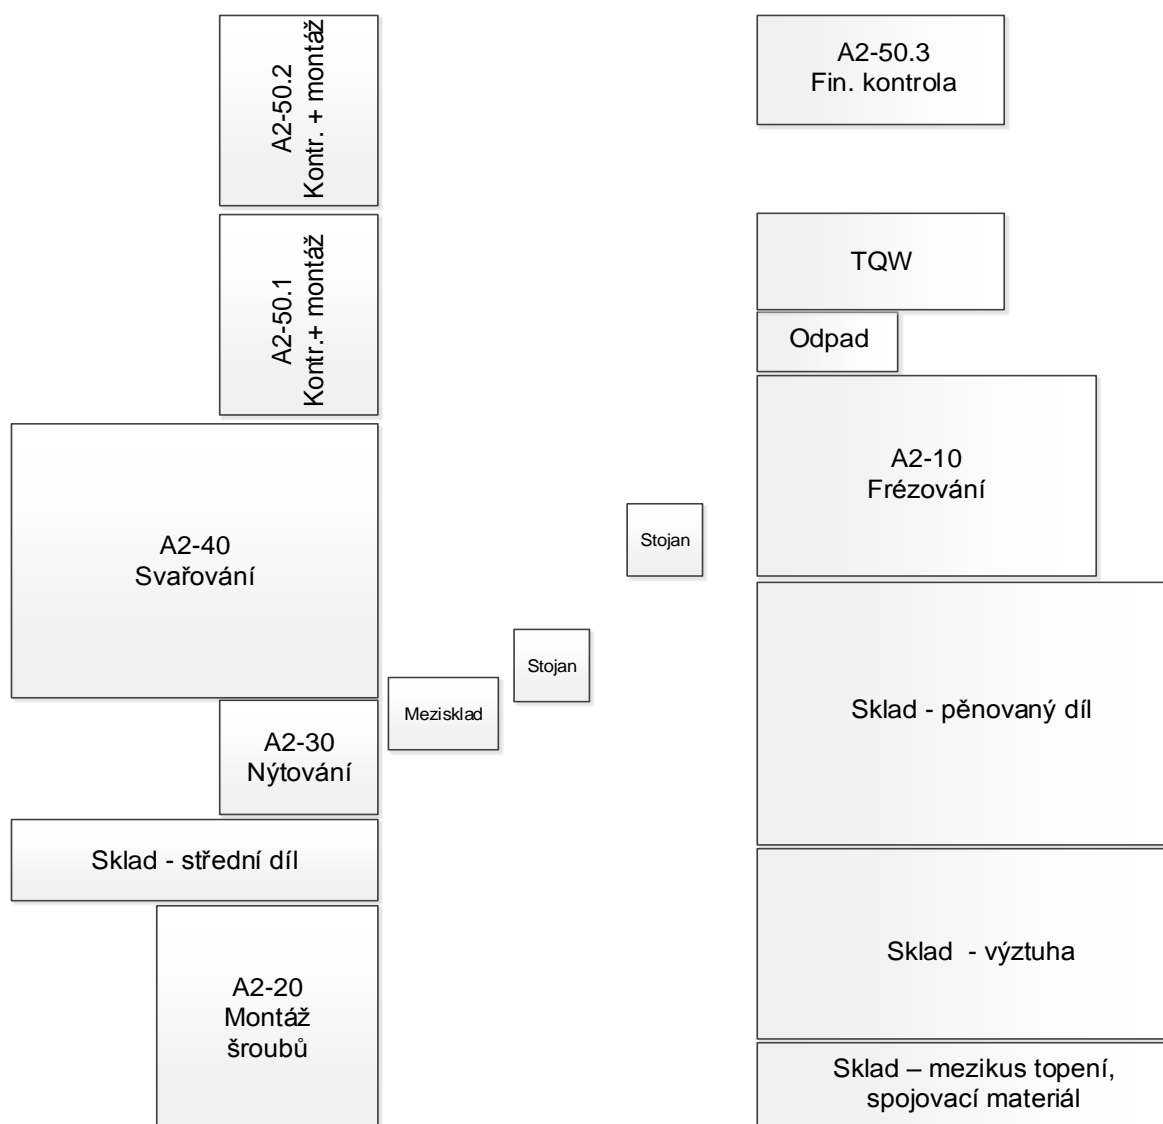 A2-50.2
Kontr. + montáž
A2-50.3
Fin. kontrola
A2-50.1
Kontr.+ montáž
TQW
Odpad
A2-10
Frézování
A2-40
Svařování
Stojan
Stojan
Mezisklad
Sklad - pěnovaný díl
A2-30
Nýtování
Sklad - střední díl
Sklad - výztuha
A2-20
Montáž
šroubů
Sklad – mezikus topení,
spojovací materiál